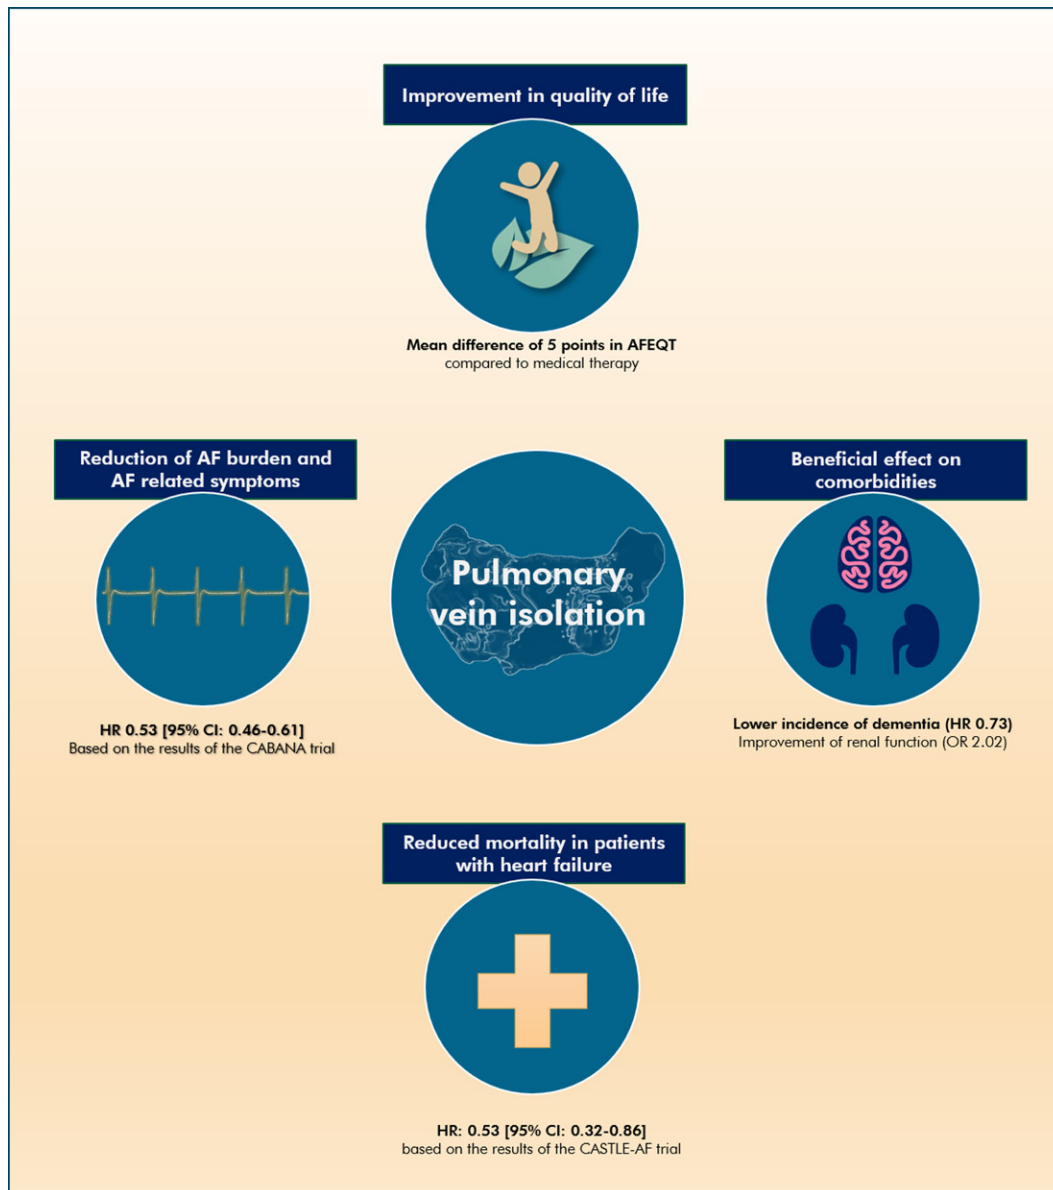 Improvement in quality of life
Mean difference of 5 points in AFEQT
compared to medical therapy
Reduction of AF burden and
AF related symptoms
HR 0.53 [95% CI: 0.46-0.61]
Based on the results of the CABANA trial
Pulmonary
vein isolation
Beneficial effect on
comorbidities
Lower incidence of dementia (HR 0.73)
Improvement of renal function (OR 2.02)
Reduced mortality in patients
with heart failure
HR: 0.53 [95% CI: 0.32-0.86]
based on the results of the CASTLE-AF trial